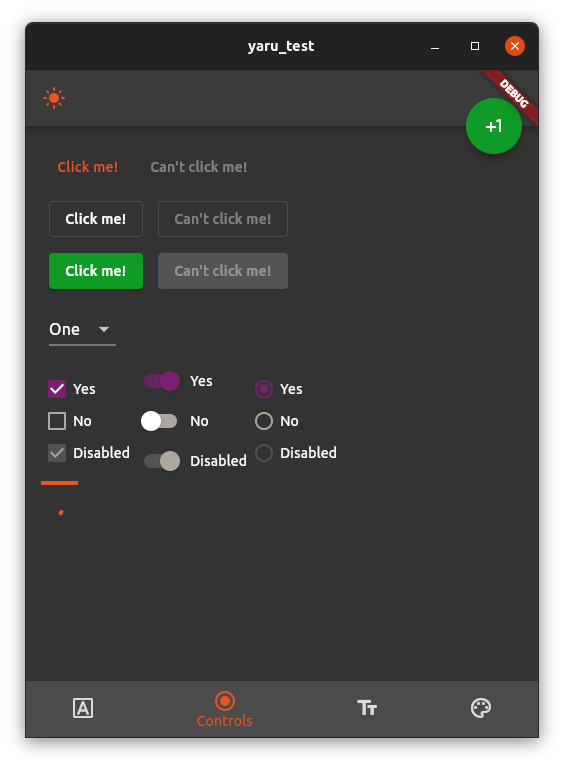 yaru_test
DEBUG
+1
Click me! Can't click me!
Click me! Can't click me!
Click me! Can't click me!
One
Yes Yes Yes
No No No
Disabled Disabled Disabled
Controls